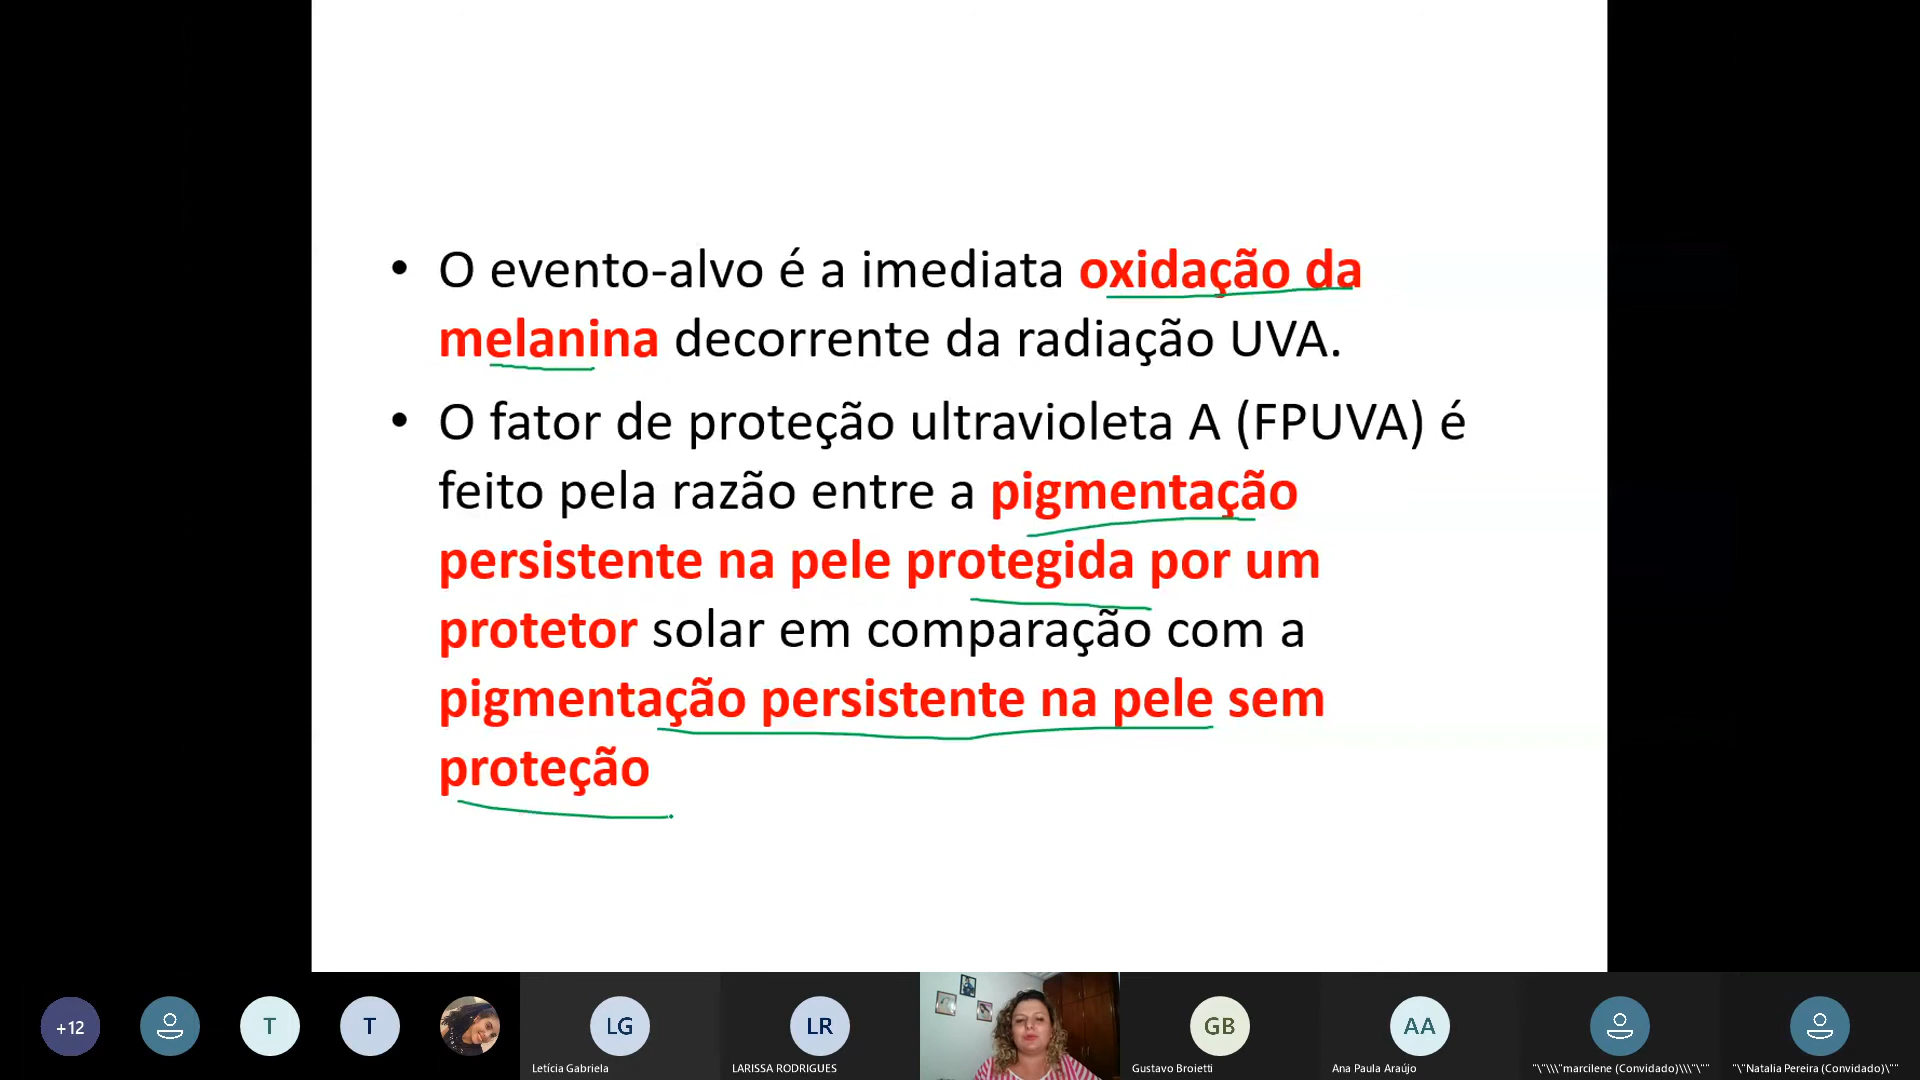 • O evento-alvo é a imediata oxidação da
melanina decorrente da radiação UVA.
• O fator de proteção ultravioleta A (FPUVA) é
feito pela razão entre a pigmentação
persistente na pele protegida por um
protetor solar em comparação com a
pigmentação persistente na pele sem
proteção
+12
T
T
LG
LR
GB
AA
Letícia Gabriela
LARISSA RODRIGUES
Gustavo Broietti
Ana Paula Araújo
"\"\\\"marcilene (Convidado)\\\"\""
"\"Natalia Pereira (Convidado)\""